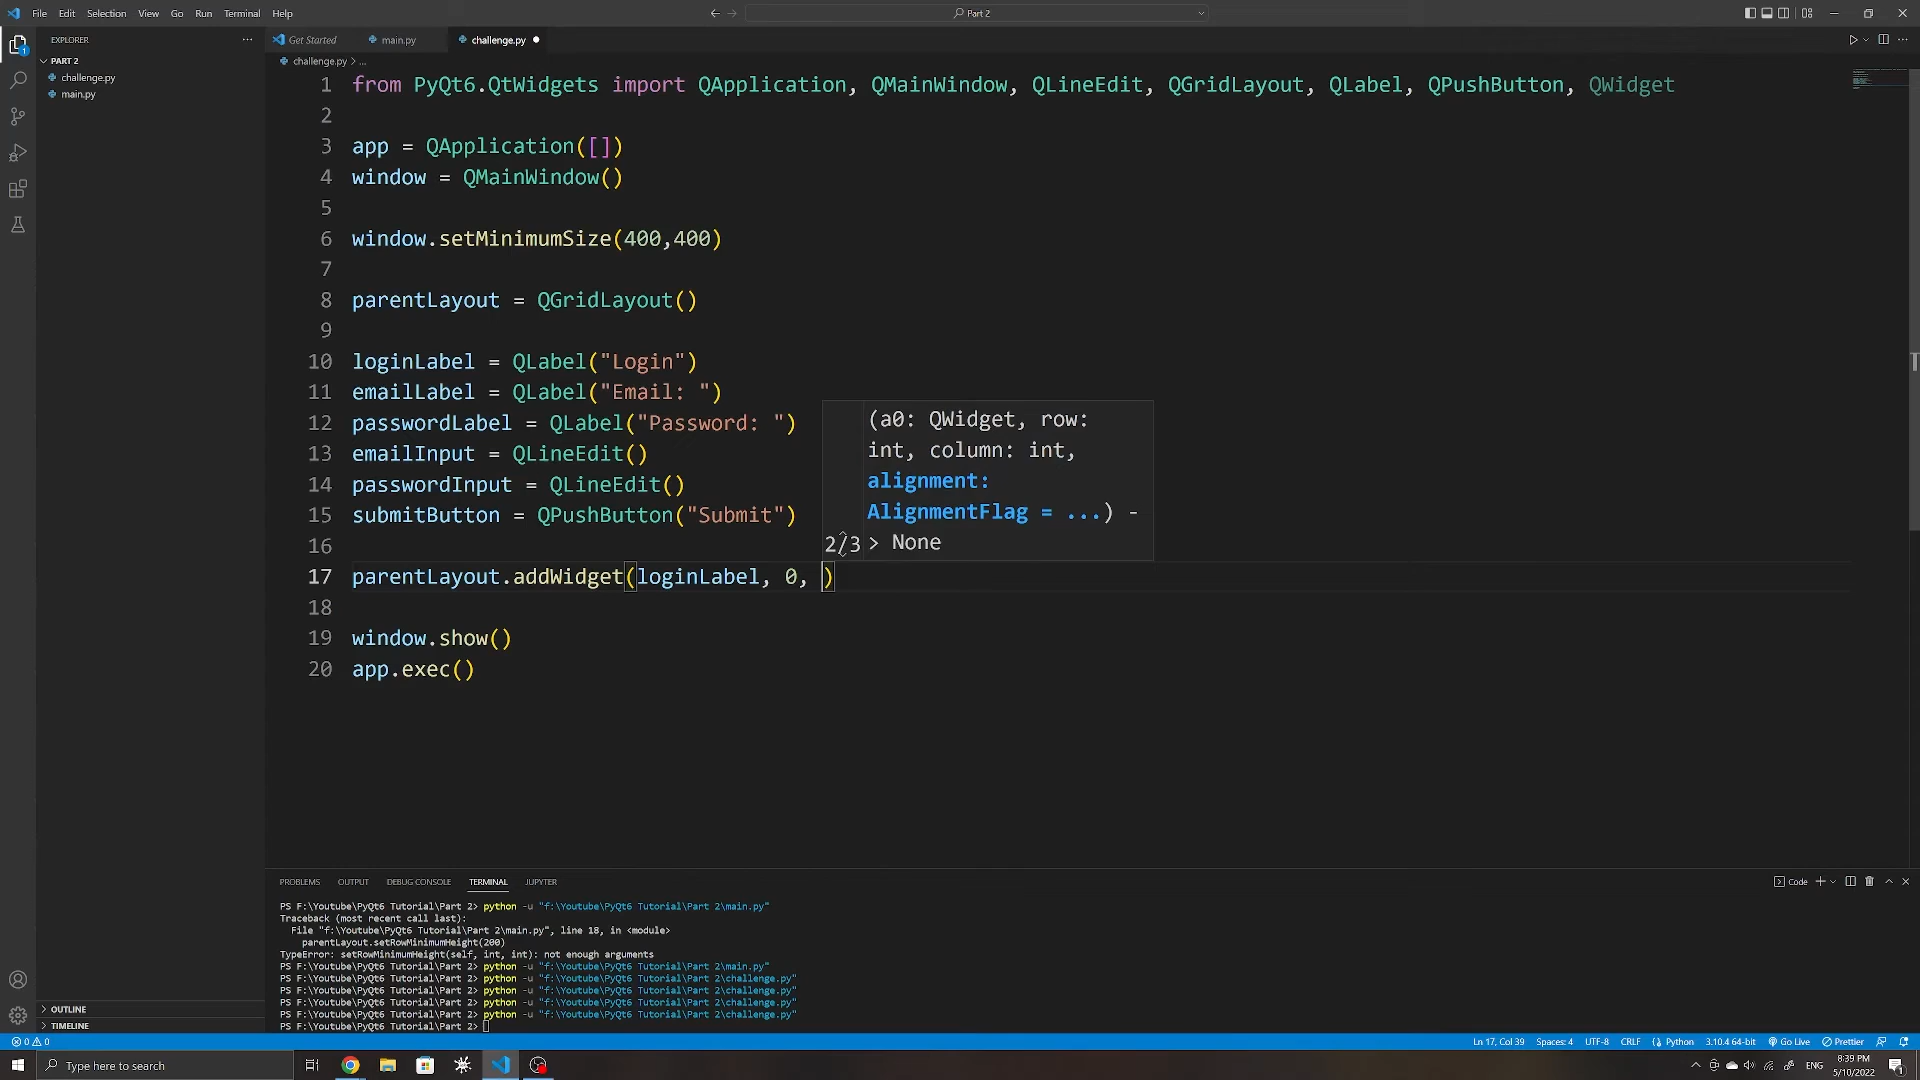 File Edit Selection View Go Run Terminal Help
Part 2
EXPLORER
PART 2
challenge.py
main.py
OUTLINE
TIMELINE
1
Get Started main.py challenge.py
challenge.py > ...
1 from PyQt6.QtWidgets import QApplication, QMainWindow, QLineEdit, QGridLayout, QLabel, QPushButton, QWidget
2
3 app = QApplication([])
4 window = QMainWindow()
5
6 window.setMinimumSize(400,400)
7
8 parentLayout = QGridLayout()
9
10 loginLabel = QLabel("Login")
11 emailLabel = QLabel("Email: ")
12 passwordLabel = QLabel("Password: ")
13 emailInput = QLineEdit()
14 passwordInput = QLineEdit()
15 submitButton = QPushButton("Submit")
16
17 parentLayout.addWidget(loginLabel, 0, )
18
19 window.show()
20 app.exec()
(a0: QWidget, row:
int, column: int,
alignment:
AlignmentFlag = ...) -
2/3 > None
PROBLEMS OUTPUT DEBUG CONSOLE TERMINAL JUPYTER
Code
PS F:\Youtube\PyQt6 Tutorial\Part 2> python -u "f:\Youtube\PyQt6 Tutorial\Part 2\main.py"
Traceback (most recent call last):
File "f:\Youtube\PyQt6 Tutorial\Part 2\main.py", line 18, in <module>
parentLayout.setRowMinimumHeight(200)
TypeError: setRowMinimumHeight(self, int, int): not enough arguments
PS F:\Youtube\PyQt6 Tutorial\Part 2> python -u "f:\Youtube\PyQt6 Tutorial\Part 2\main.py"
PS F:\Youtube\PyQt6 Tutorial\Part 2> python -u "f:\Youtube\PyQt6 Tutorial\Part 2\challenge.py"
PS F:\Youtube\PyQt6 Tutorial\Part 2> python -u "f:\Youtube\PyQt6 Tutorial\Part 2\challenge.py"
PS F:\Youtube\PyQt6 Tutorial\Part 2> python -u "f:\Youtube\PyQt6 Tutorial\Part 2\challenge.py"
PS F:\Youtube\PyQt6 Tutorial\Part 2> python -u "f:\Youtube\PyQt6 Tutorial\Part 2\challenge.py"
PS F:\Youtube\PyQt6 Tutorial\Part 2>
0 0 Ln 17, Col 39 Spaces: 4 UTF-8 CRLF Python 3.10.4 64-bit Go Live Prettier
Type here to search
ENG
8:39 PM
5/10/2022
1